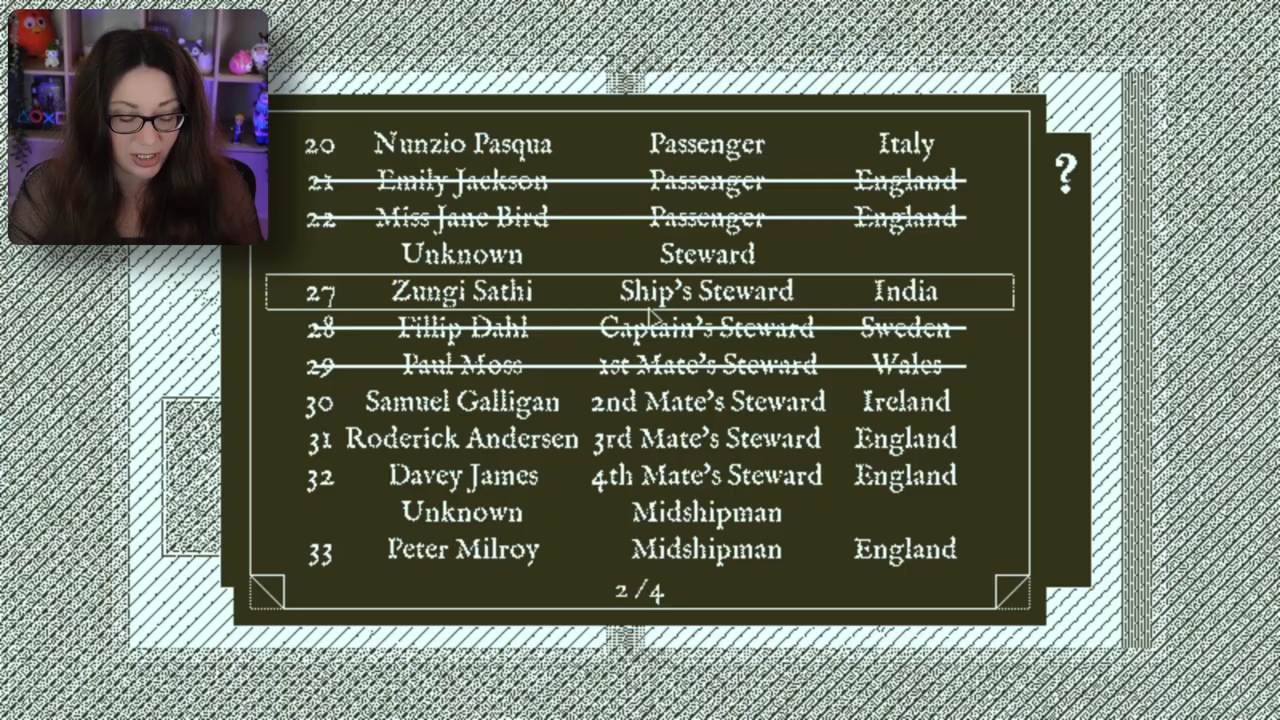 20 Nunzio Pasqua Passenger Italy
?
21 Emily Jackson Passenger England
22 Miss Jane Bird Passenger England
Unknown Steward
27 Zungi Sathi Ship's Steward India
28 Fillip Dahl Captain's Steward Sweden
29 Paul Moss 1st Mate's Steward Wales
30 Samuel Galligan 2nd Mate's Steward Ireland
31 Roderick Andersen 3rd Mate's Steward England
32 Davey James 4th Mate's Steward England
Unknown Midshipman
33 Peter Milroy Midshipman England
2/4